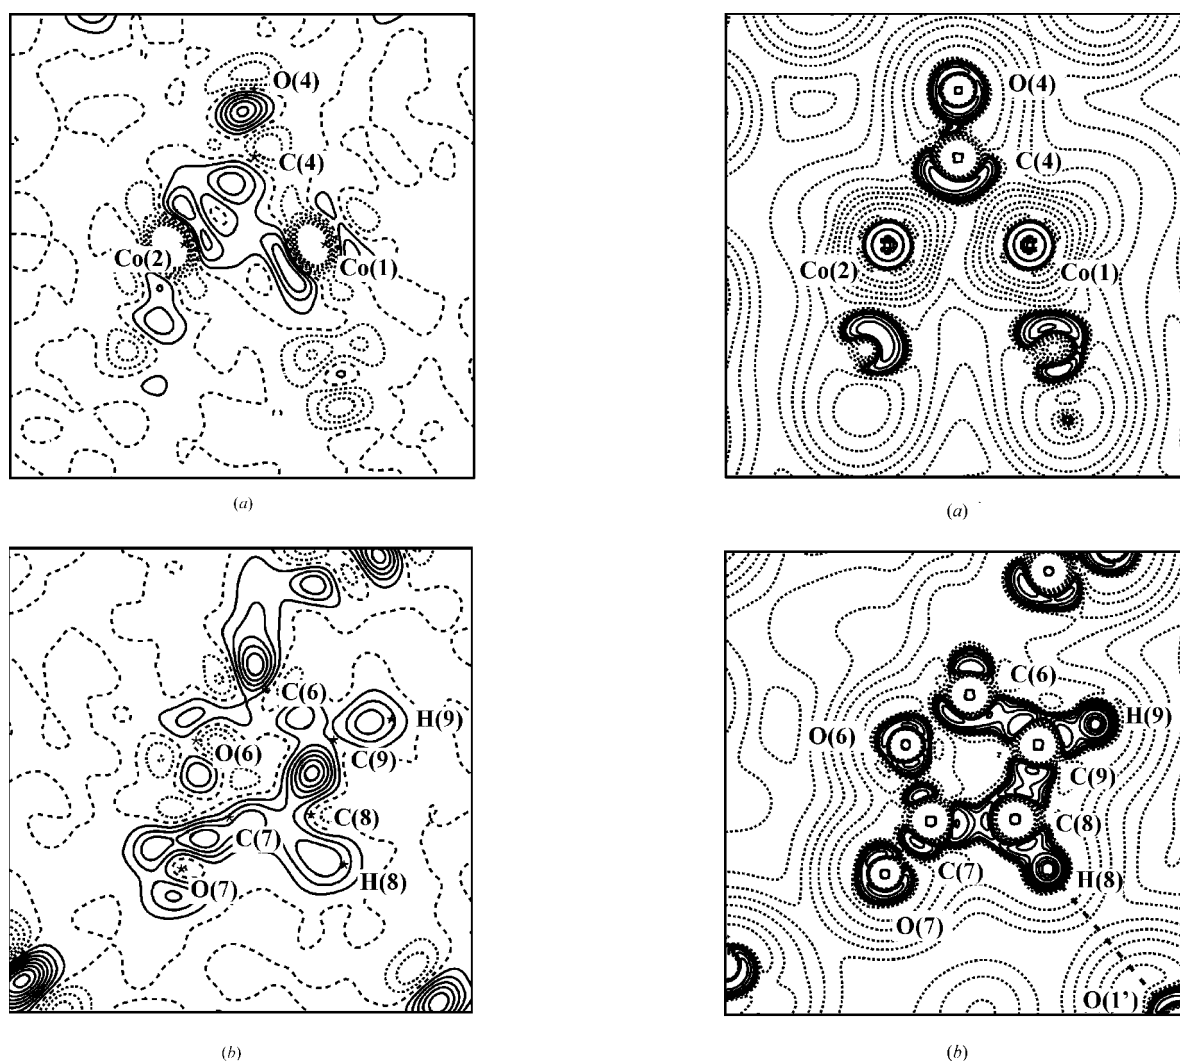 O(4)
C(4)
Co(2)
Co(1)
(a)
O(4)
C(4)
Co(2)
Co(1)
(a)
C(6)
H(9)
O(6)
C(9)
C(8)
C(7)
H(8)
O(7)
(b)
C(6)
H(9)
O(6)
C(9)
C(8)
C(7)
H(8)
O(7)
O(1')
(b)